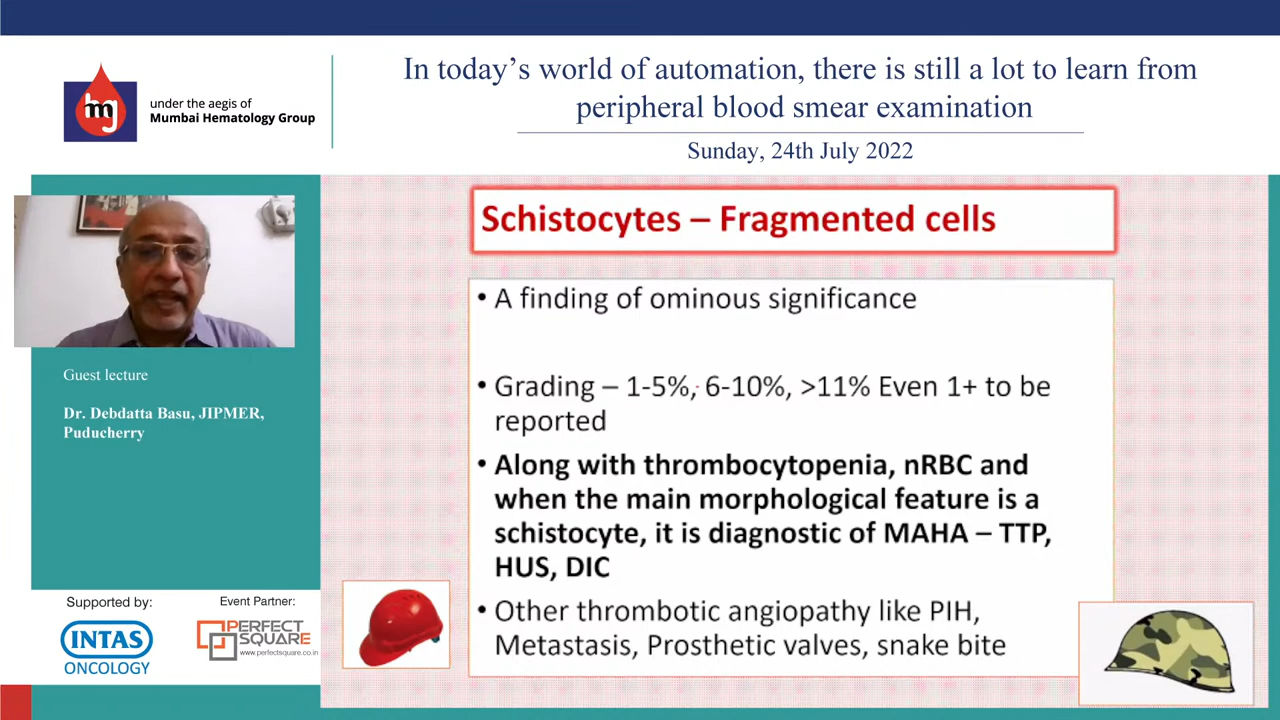 In today's world of automation, there is still a lot to learn from
peripheral blood smear examination
Sunday, 24th July 2022
mj
under the aegis of
Mumbai Hematology Group
Guest lecture
Dr. Debdatta Basu, JIPMER,
Puducherry
Supported by:
INTAS
ONCOLOGY
Event Partner:
PERFECT
SQUARE
www.perfectsquare.co.in
Schistocytes – Fragmented cells
• A finding of ominous significance
• Grading – 1-5%, 6-10%, >11% Even 1+ to be
reported
• Along with thrombocytopenia, nRBC and
when the main morphological feature is a
schistocyte, it is diagnostic of MAHA – TTP,
HUS, DIC
• Other thrombotic angiopathy like PIH,
Metastasis, Prosthetic valves, snake bite